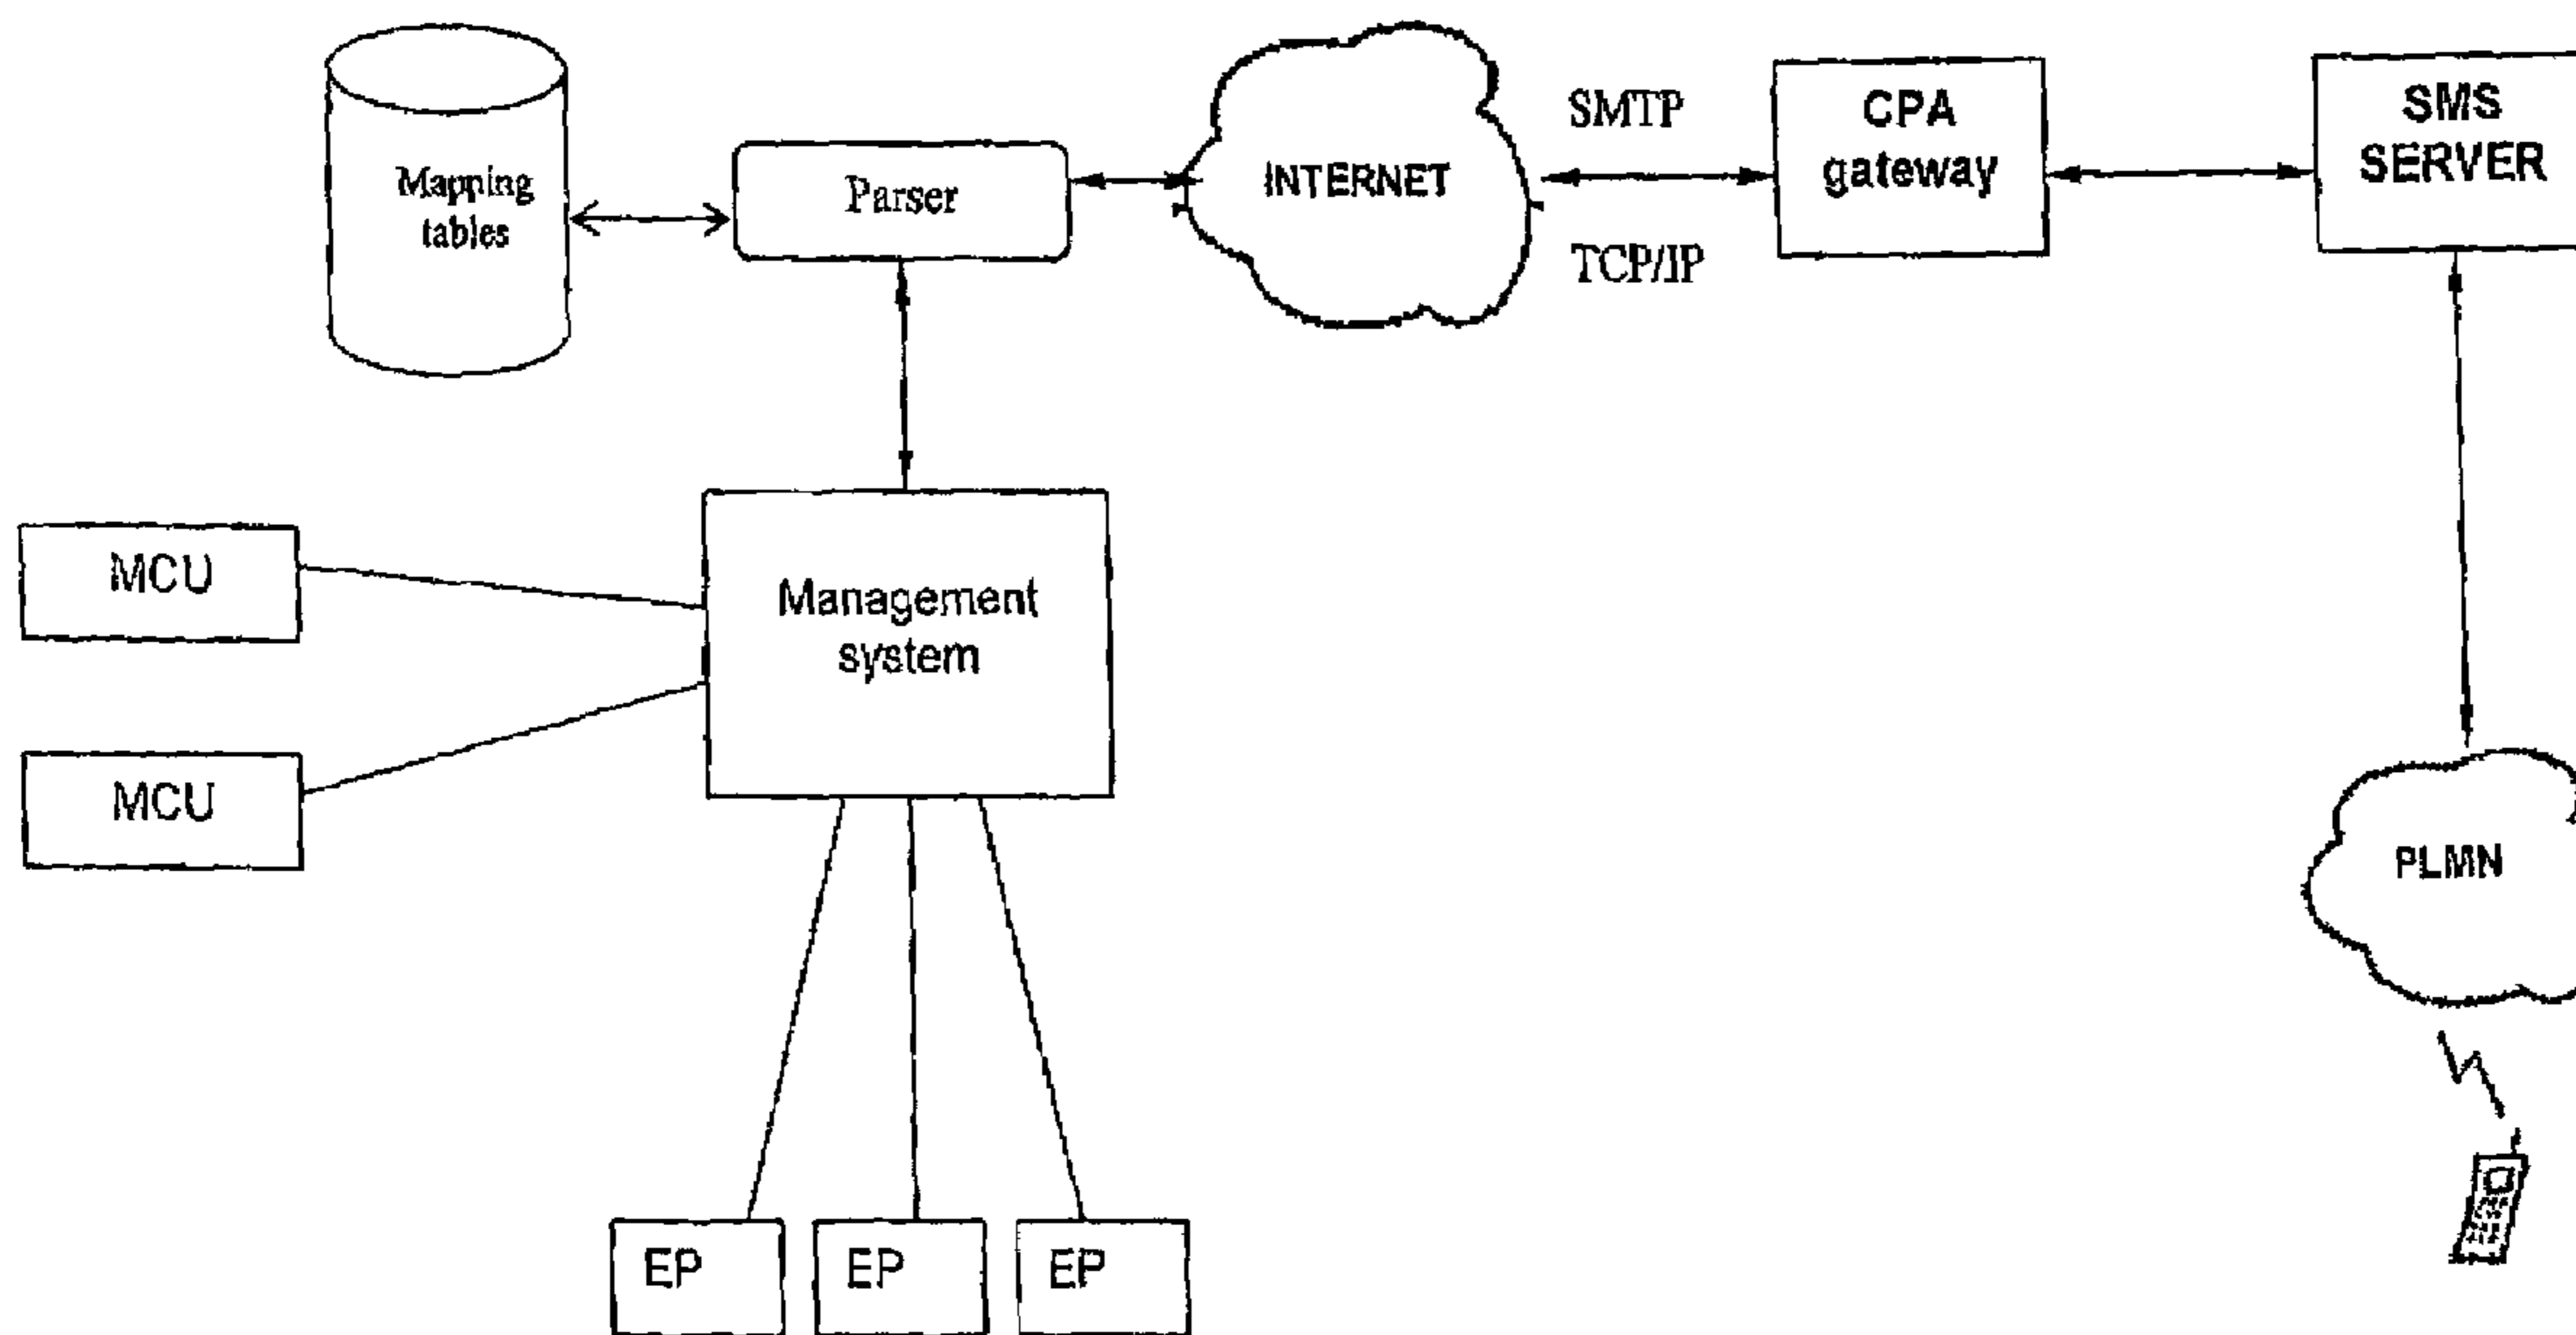 Mapping
tables
Parser
INTERNET
SMTP
TCP/IP
CPA
gateway
SMS
SERVER
MCU
Management
system
MCU
PLMN
EP
EP
EP